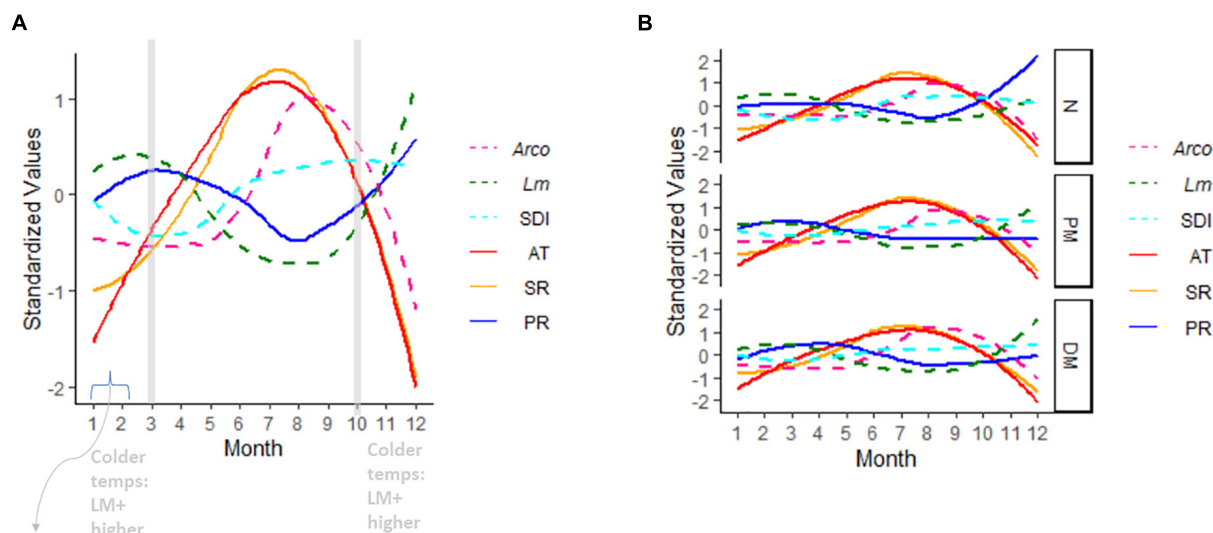 A
Standardized Values
1
0
-1
-2
1 2 3 4 5 6 7 8 9 10 11 12
Month
Colder
temps:
LM+
higher
Colder
temps:
LM+
higher
Arco
Lm
SDI
AT
SR
PR
B
Standardized Values
2
1
0
-1
-2
N
2
1
0
-1
-2
PM
2
1
0
-1
-2
DM
1 2 3 4 5 6 7 8 9 10 11 12
Month
Arco
Lm
SDI
AT
SR
PR